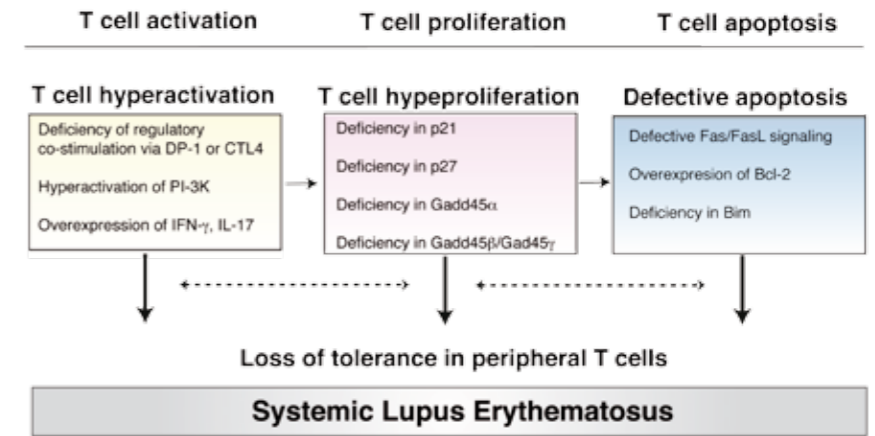 T cell activation
T cell proliferation
T cell apoptosis
T cell hyperactivation
Deficiency of regulatory
co-stimulation via DP-1 or CTL4
Hyperactivation of PI-3K
Overexpression of IFN-γ, IL-17
T cell hypeproliferation
Deficiency in p21
Deficiency in p27
Deficiency in Gadd45α
Deficiency in Gadd45β/Gad45γ
Defective apoptosis
Defective Fas/FasL signaling
Overexpresion of Bcl-2
Deficiency in Bim
Loss of tolerance in peripheral T cells
Systemic Lupus Erythematosus